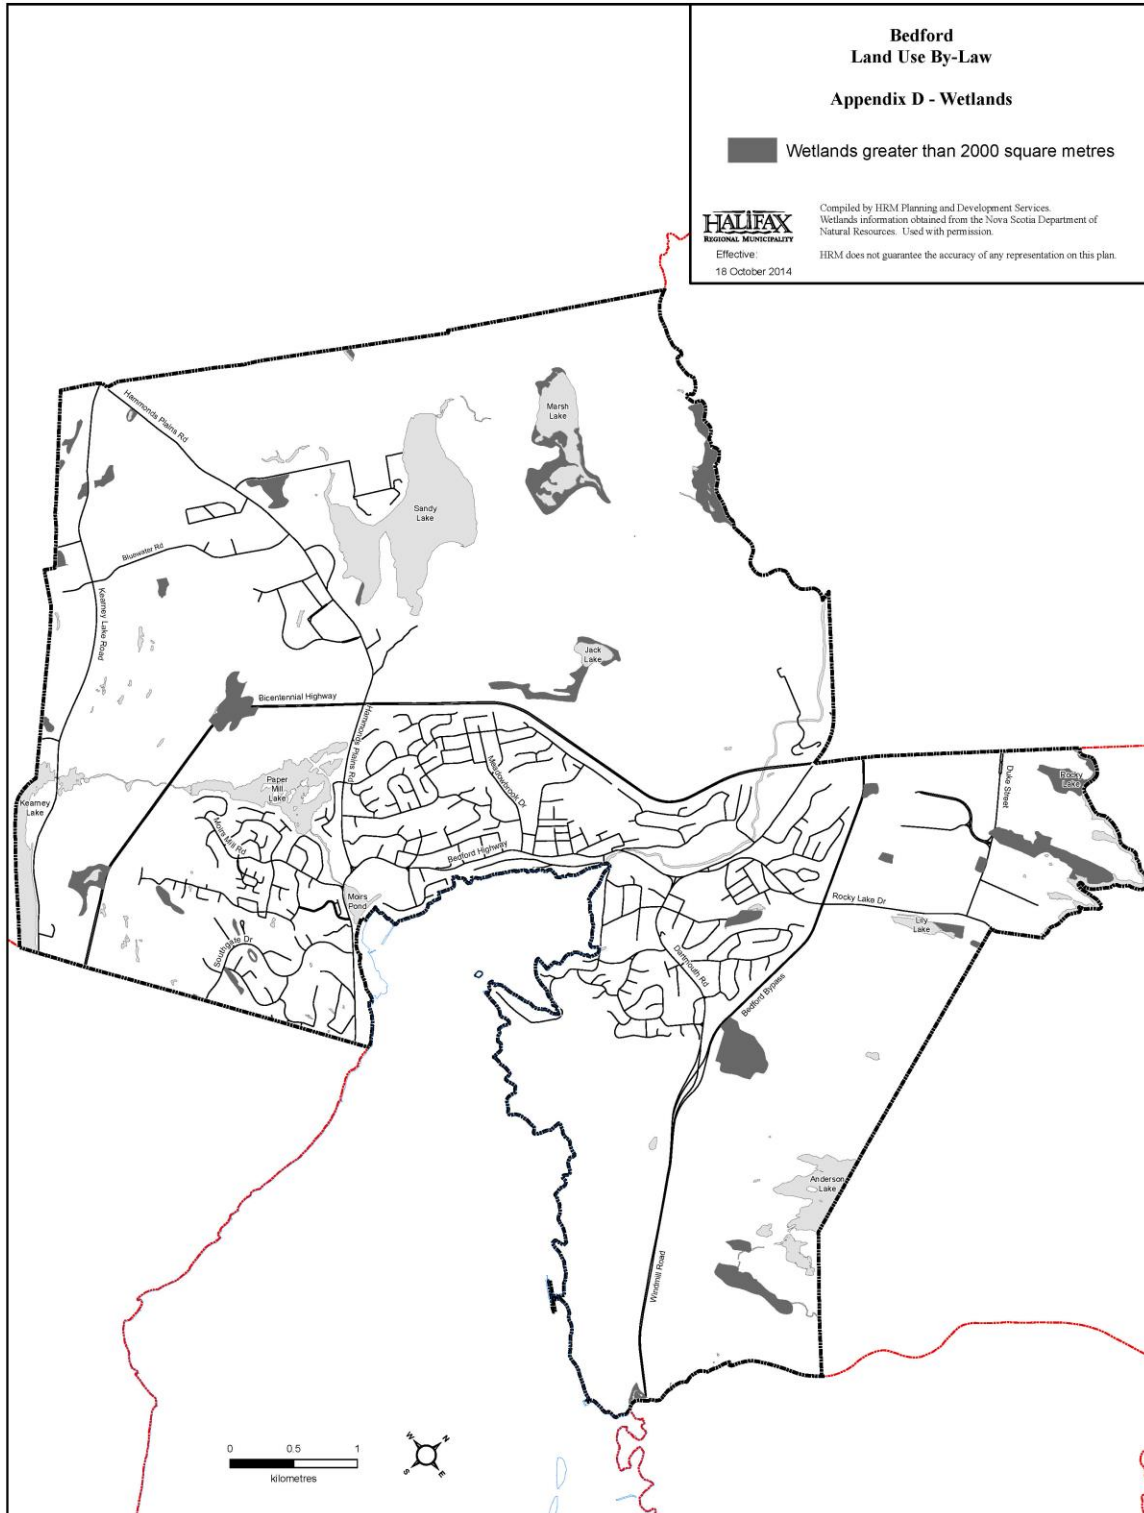 Bedford
Land Use By-Law
Appendix D - Wetlands
Wetlands greater than 2000 square metres
HALIFAX
REGIONAL MUNICIPALITY
Effective:
18 October 2014
Compiled by HRM Planning and Development Services.
Wetlands information obtained from the Nova Scotia Department of
Natural Resources. Used with permission.
HRM does not guarantee the accuracy of any representation on this plan.
Hammonds Plains Rd
Marsh
Lake
Sandy
Lake
Bluewater Rd
Kearney Lake Road
Jack
Lake
Bicentennial Highway
Hammonds Plains Rd
Meadowbrook Dr
Duke Street
Rocky
Lake
Paper
Mill
Lake
Kearney
Lake
Moirs Mill Rd
Bedford Highway
Moirs
Pond
Rocky Lake Dr
Lily
Lake
Southgate Dr
Dartmouth Rd
Bedford Bypass
Anderson
Lake
Windmill Road
0 0.5 1
kilometres
W N
S E